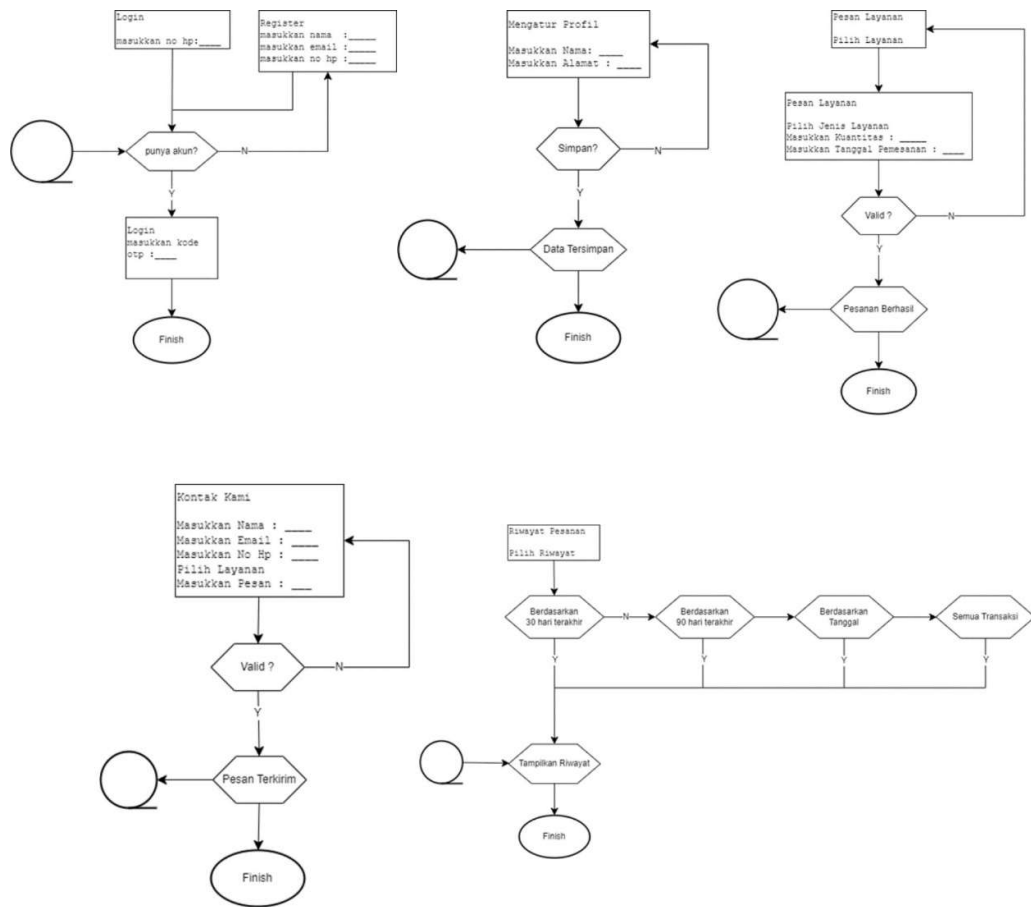 Login
masukkan no hp:____
Register
masukkan nama  :_____
masukkan email :_____
masukkan no hp :_____
punya akun?
N
Y
Login
masukkan kode
otp :____
Finish
Mengatur Profil
Masukkan Nama: ____
Masukkan Alamat : ____
Simpan?
N
Y
Data Tersimpan
Finish
Pesan Layanan
Pilih Layanan
Pesan Layanan
Pilih Jenis Layanan
Masukkan Kuantitas : _____
Masukkan Tanggal Pemesanan : ____
Valid ?
N
Y
Pesanan Berhasil
Finish
Kontak Kami
Masukkan Nama : ____
Masukkan Email : ____
Masukkan No Hp : ____
Pilih Layanan
Masukkan Pesan : ___
Valid ?
N
Y
Pesan Terkirim
Finish
Riwayat Pesanan
Pilih Riwayat
Berdasarkan
30 hari terakhir
N
Berdasarkan
90 hari terakhir
Berdasarkan
Tanggal
Semua Transaksi
Y
Y
Y
Y
Tampilkan Riwayat
Finish